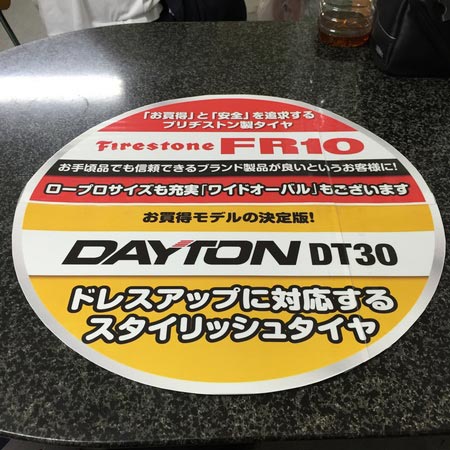 「お買得」と「安全」を追求する
ブリヂストン製タイヤ
Firestone FR10
お手頃品でも信頼できるブランド製品が良いというお客様に!
ロープロサイズも充実「ワイドオーバル」もございます
お買得モデルの決定版!
DAYTON DT30
ドレスアップに対応する
スタイリッシュタイヤ